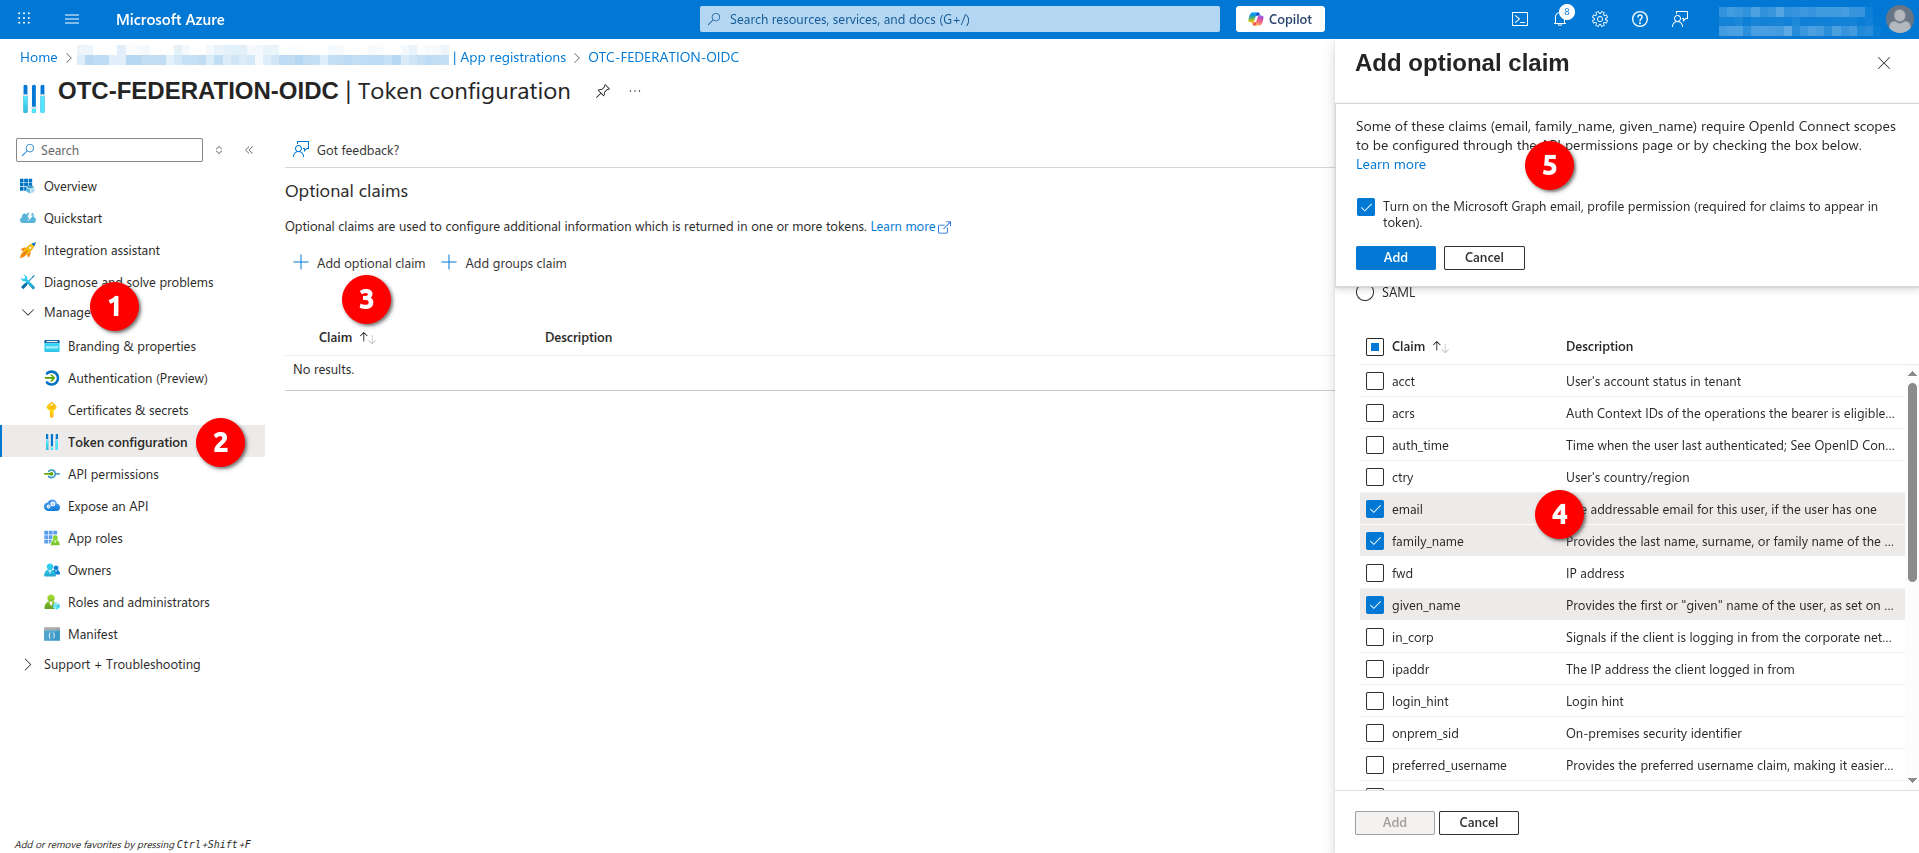 Microsoft Azure
Search resources, services, and docs (G+/)
Copilot
8
Home
| App registrations
OTC-FEDERATION-OIDC
OTC-FEDERATION-OIDC | Token configuration
Search
Overview
Quickstart
Integration assistant
Diagnose and solve problems
Manage
1
Branding & properties
Authentication (Preview)
Certificates & secrets
Token configuration
2
API permissions
Expose an API
App roles
Owners
Roles and administrators
Manifest
Support + Troubleshooting
Add or remove favorites by pressing Ctrl+Shift+F
Got feedback?
Optional claims
Optional claims are used to configure additional information which is returned in one or more tokens. Learn more
Add optional claim
Add groups claim
3
Claim
Description
No results.
Add optional claim
Some of these claims (email, family_name, given_name) require OpenId Connect scopes
to be configured through the API permissions page or by checking the box below.
Learn more
5
Turn on the Microsoft Graph email, profile permission (required for claims to appear in
token).
Add
Cancel
SAML
Claim
Description
acct
User's account status in tenant
acrs
Auth Context IDs of the operations the bearer is eligible...
auth_time
Time when the user last authenticated; See OpenID Con...
ctry
User's country/region
email
4
addressable email for this user, if the user has one
family_name
Provides the last name, surname, or family name of the ...
fwd
IP address
given_name
Provides the first or "given" name of the user, as set on ...
in_corp
Signals if the client is logging in from the corporate net...
ipaddr
The IP address the client logged in from
login_hint
Login hint
onprem_sid
On-premises security identifier
preferred_username
Provides the preferred username claim, making it easier...
Add
Cancel